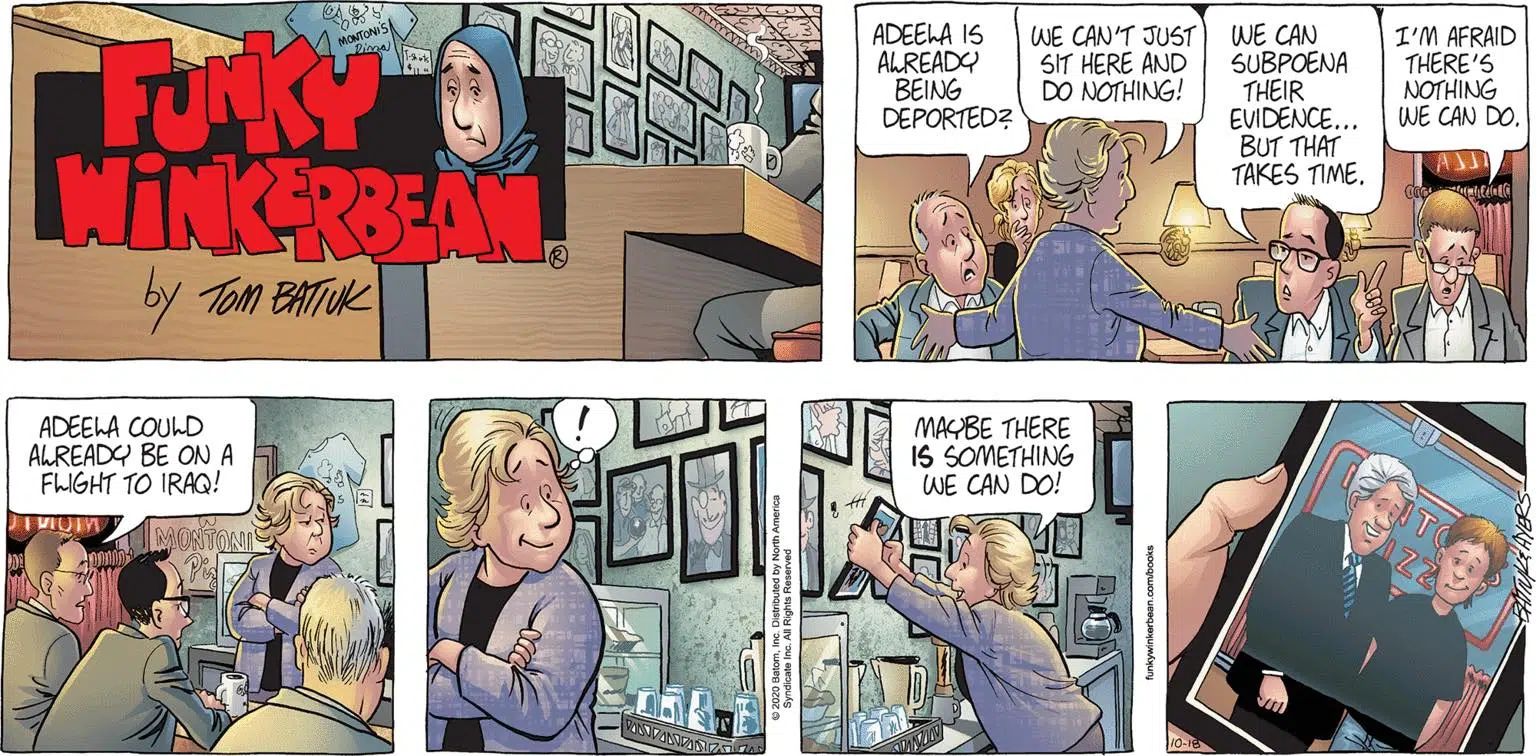 MONTONI'S
Pizza
T-Shirts
FUNKY
WINKERBEAN
®
by TOM BATIUK
ADEELA IS
ALREADY
BEING
DEPORTED?
WE CAN'T JUST
SIT HERE AND
DO NOTHING!
WE CAN
SUBPOENA
THEIR
EVIDENCE...
BUT THAT
TAKES TIME.
I'M AFRAID
THERE'S
NOTHING
WE CAN DO.
ZZA
ADEELA COULD
ALREADY BE ON A
FLIGHT TO IRAQ!
MONTONI
!
© 2020 Batom, Inc. Distributed by North America
Syndicate Inc. All Rights Reserved
MAYBE THERE
IS SOMETHING
WE CAN DO!
funkywinkerbean.com/books
10-18